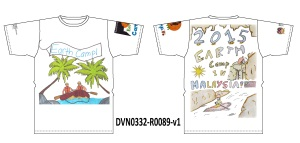 Earth Camp!
2015
EARTH
Camp
IN
MALAYSIA!
DVN0332-R0089-v1